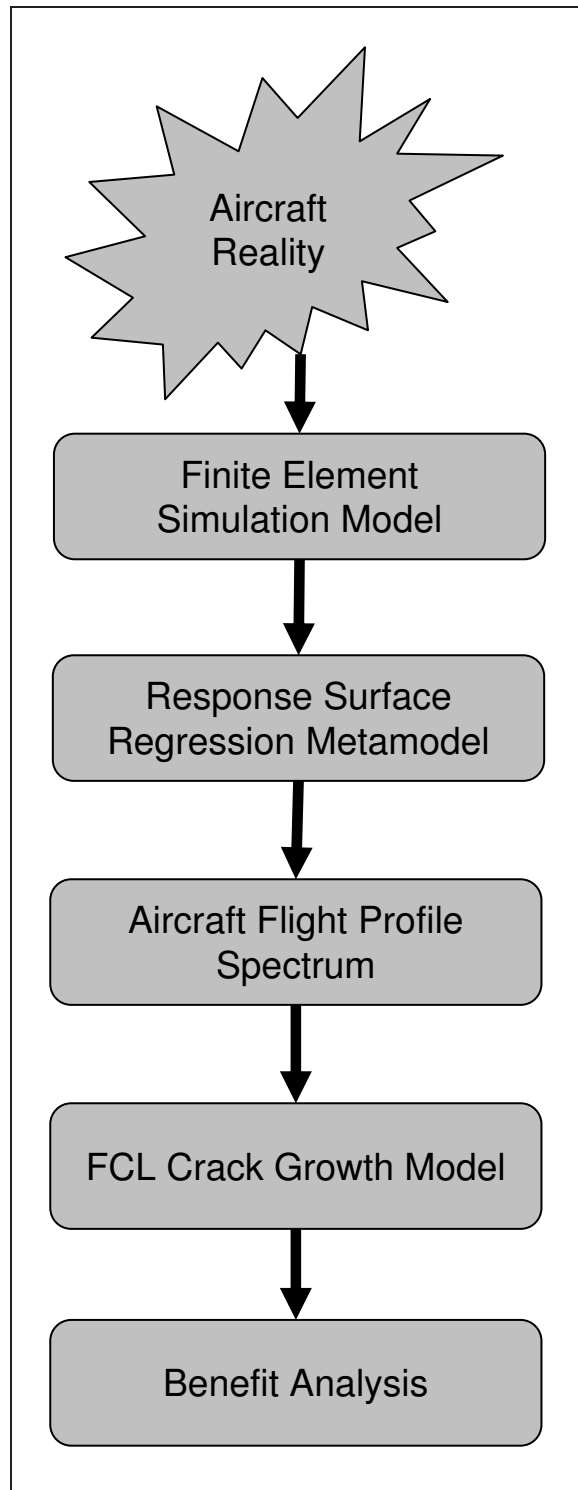 Aircraft
Reality
Finite Element
Simulation Model
Response Surface
Regression Metamodel
Aircraft Flight Profile
Spectrum
FCL Crack Growth Model
Benefit Analysis